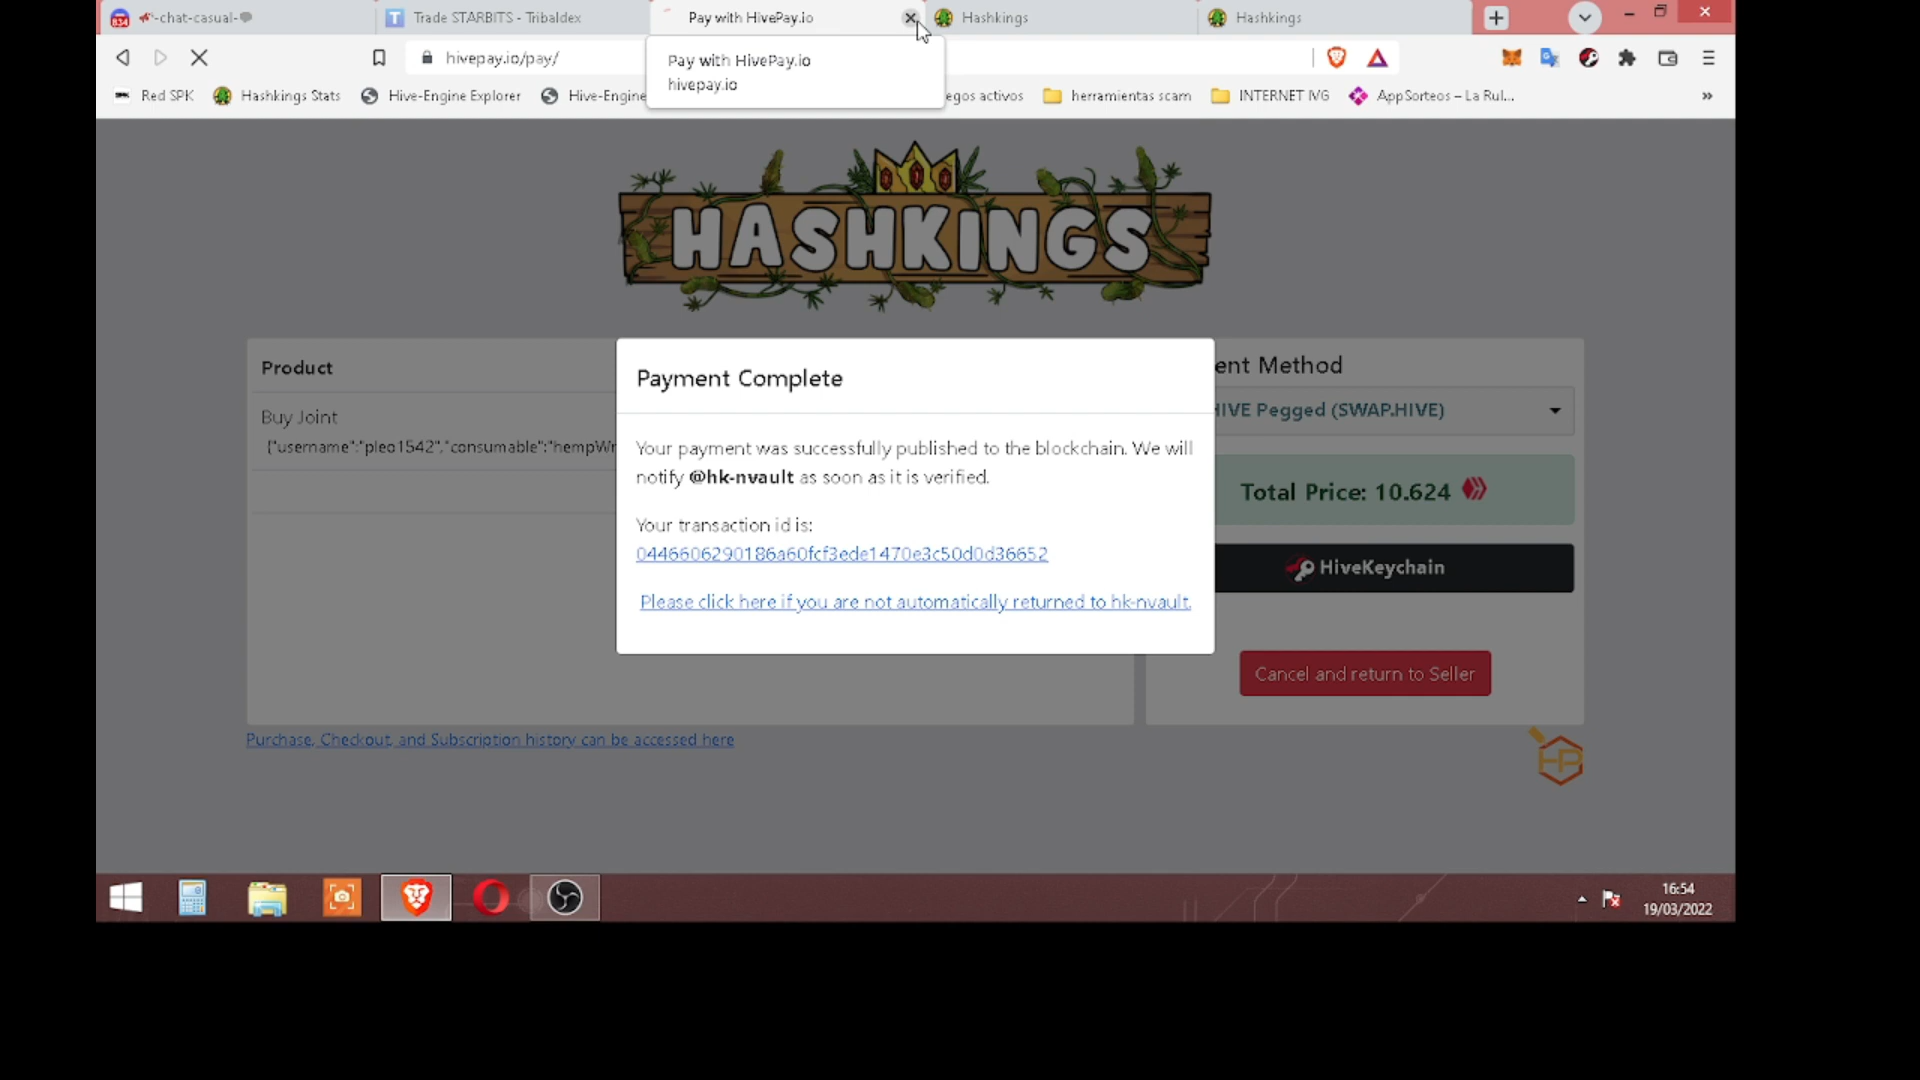 834
-chat-casual-
Trade STARBITS - Tribaldex
Pay with HivePay.io
Hashkings
Hashkings
hivepay.io/pay/
Pay with HivePay.io
hivepay.io
Red SPK
Hashkings Stats
Hive-Engine Explorer
Hive-Engine
egos activos
herramientas scam
INTERNET IVG
AppSorteos – La Rul...
»
HASHKINGS
Product
Buy Joint
{"username":"pleo1542","consumable":"hempWr
Payment Complete
Your payment was successfully published to the blockchain. We will
notify @hk-nvault as soon as it is verified.
Your transaction id is:
0446606290186a60fcf3ede1470e3c50d0d36652
Please click here if you are not automatically returned to hk-nvault.
ent Method
HIVE Pegged (SWAP.HIVE)
Total Price: 10.624
HiveKeychain
Cancel and return to Seller
Purchase, Checkout, and Subscription history can be accessed here
HP
16:54
19/03/2022